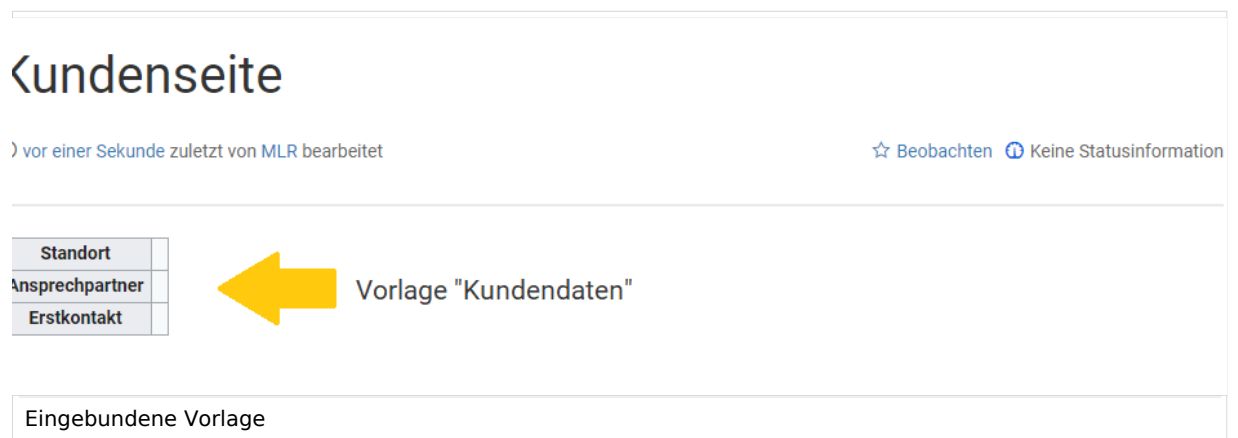 Kundenseite
vor einer Sekunde zuletzt von MLR bearbeitet
Beobachten Keine Statusinformation
Standort
Ansprechpartner
Erstkontakt
Vorlage "Kundendaten"
Eingebundene Vorlage